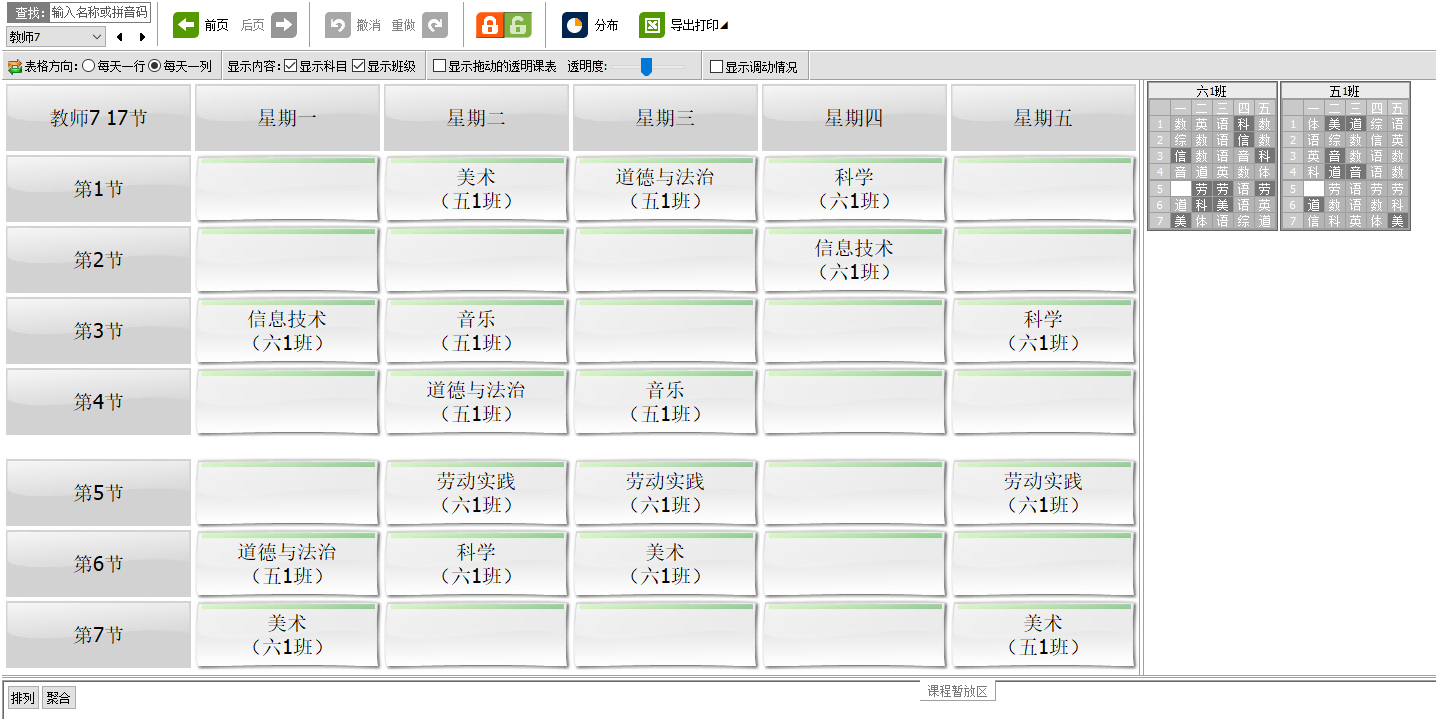 查找: 输入名称或拼音码
教师7
前页 后页 撤消 重做 分布 导出打印
表格方向: 每天一行 每天一列 显示内容: 显示科目 显示班级 显示拖动的透明课表 透明度: 显示调动情况
教师7 17节 星期一 星期二 星期三 星期四 星期五
第1节 美术 (五1班) 道德与法治 (五1班) 科学 (六1班)
第2节 信息技术 (六1班)
第3节 信息技术 (六1班) 音乐 (五1班) 科学 (六1班)
第4节 道德与法治 (五1班) 音乐 (五1班)
第5节 劳动实践 (六1班) 劳动实践 (六1班) 劳动实践 (六1班)
第6节 道德与法治 (五1班) 科学 (六1班) 美术 (六1班)
第7节 美术 (六1班) 美术 (五1班)
六1班
一 二 三 四 五
1 数 英 语 科 数
2 综 数 语 信 数
3 信 数 语 音 科
4 音 道 英 数 体
5 劳 劳 语 劳
6 道 科 美 语 英
7 美 体 语 综 道
五1班
一 二 三 四 五
1 体 美 道 综 语
2 语 综 数 信 英
3 英 音 数 语 数
4 科 道 音 语 数
5 劳 语 劳 劳
6 道 数 语 数 科
7 信 科 英 体 美
排列 聚合 课程暂放区